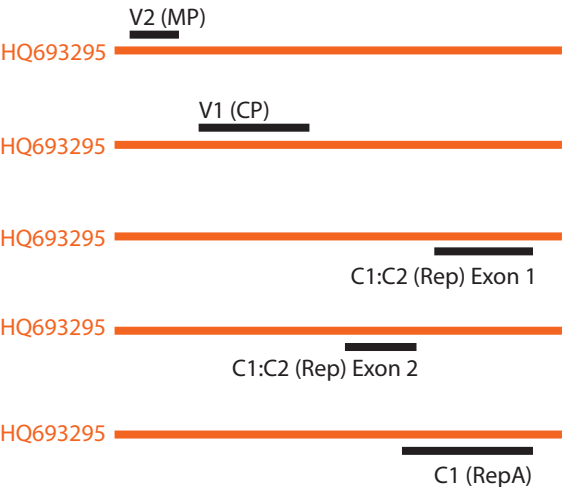 V2 (MP)
HQ693295
V1 (CP)
HQ693295
HQ693295
C1:C2 (Rep) Exon 1
HQ693295
C1:C2 (Rep) Exon 2
HQ693295
C1 (RepA)